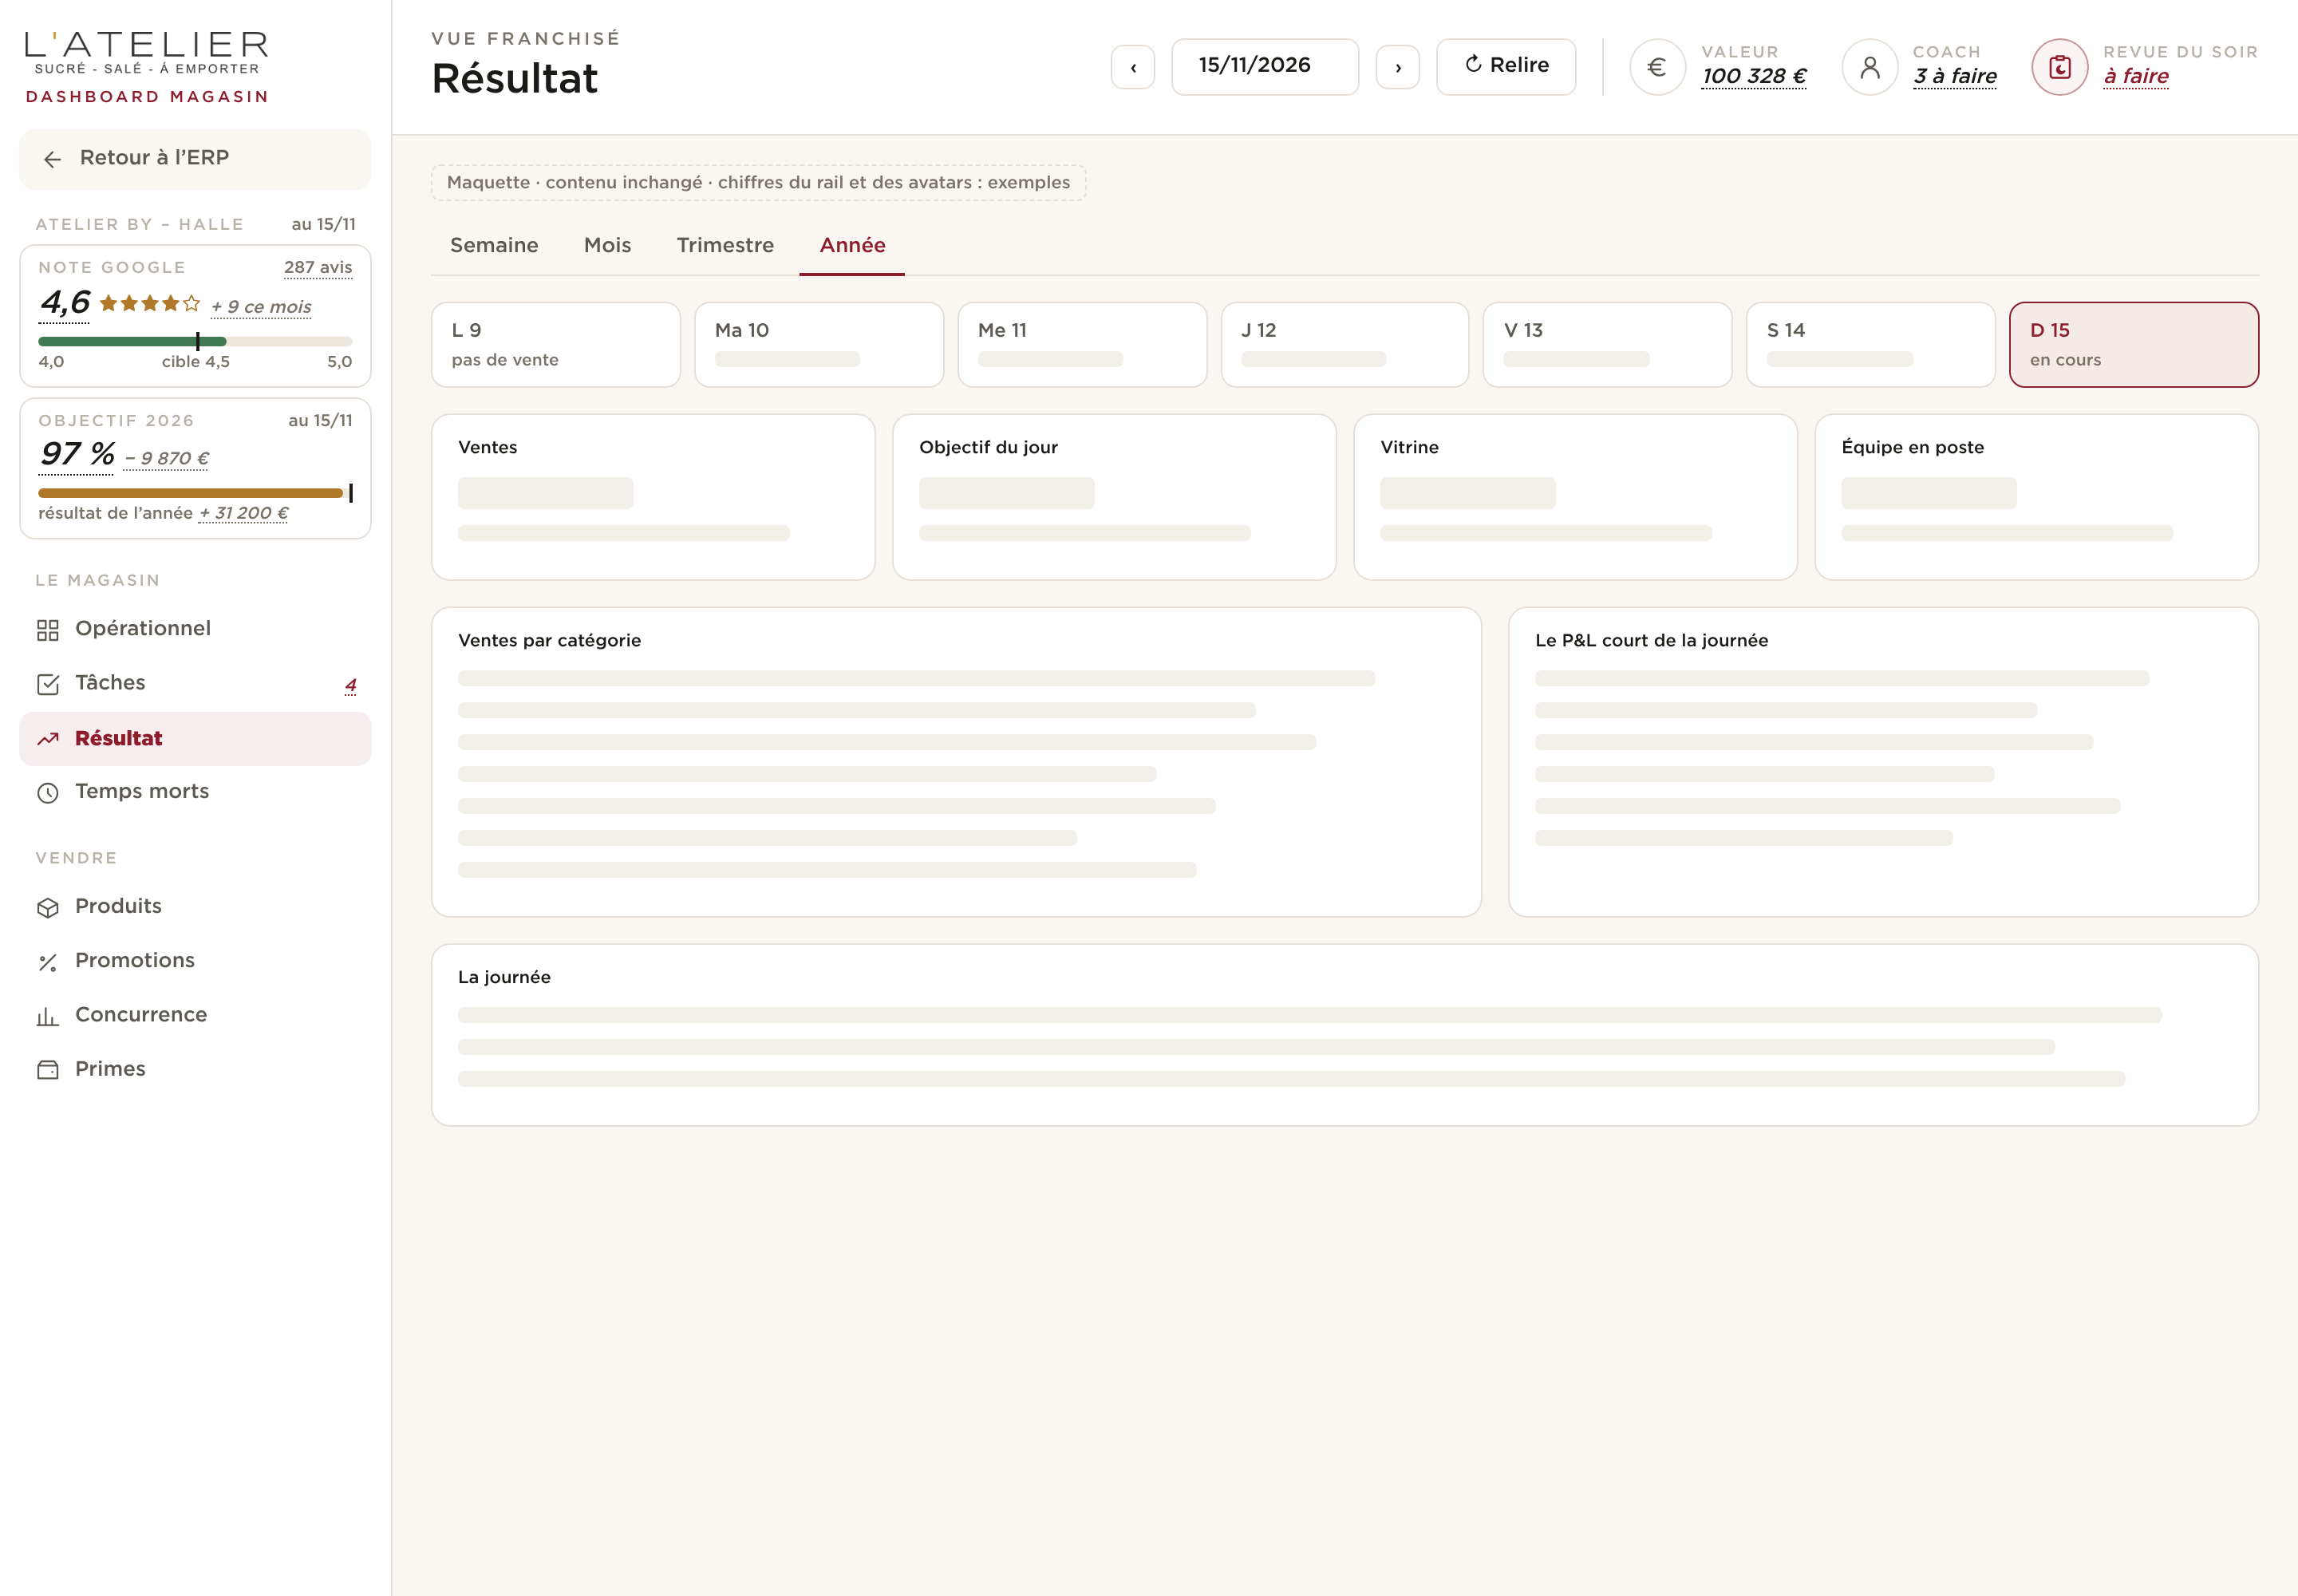 L'ATELIER
SUCRÉ - SALÉ - À EMPORTER
DASHBOARD MAGASIN
Retour à l’ERP
ATELIER BY – HALLE au 15/11
NOTE GOOGLE 287 avis
4,6 ★★★★☆ + 9 ce mois
4,0 cible 4,5 5,0
OBJECTIF 2026 au 15/11
97 % – 9 870 €
résultat de l’année + 31 200 €
LE MAGASIN
Opérationnel
Tâches 4
Résultat
Temps morts
VENDRE
Produits
Promotions
Concurrence
Primes
VUE FRANCHISÉ
Résultat
‹ 15/11/2026 › Relire
€ VALEUR
100 328 €
COACH
3 à faire
REVUE DU SOIR
à faire
Maquette · contenu inchangé · chiffres du rail et des avatars : exemples
Semaine Mois Trimestre Année
L 9
pas de vente
Ma 10
Me 11
J 12
V 13
S 14
D 15
en cours
Ventes
Objectif du jour
Vitrine
Équipe en poste
Ventes par catégorie
Le P&L court de la journée
La journée